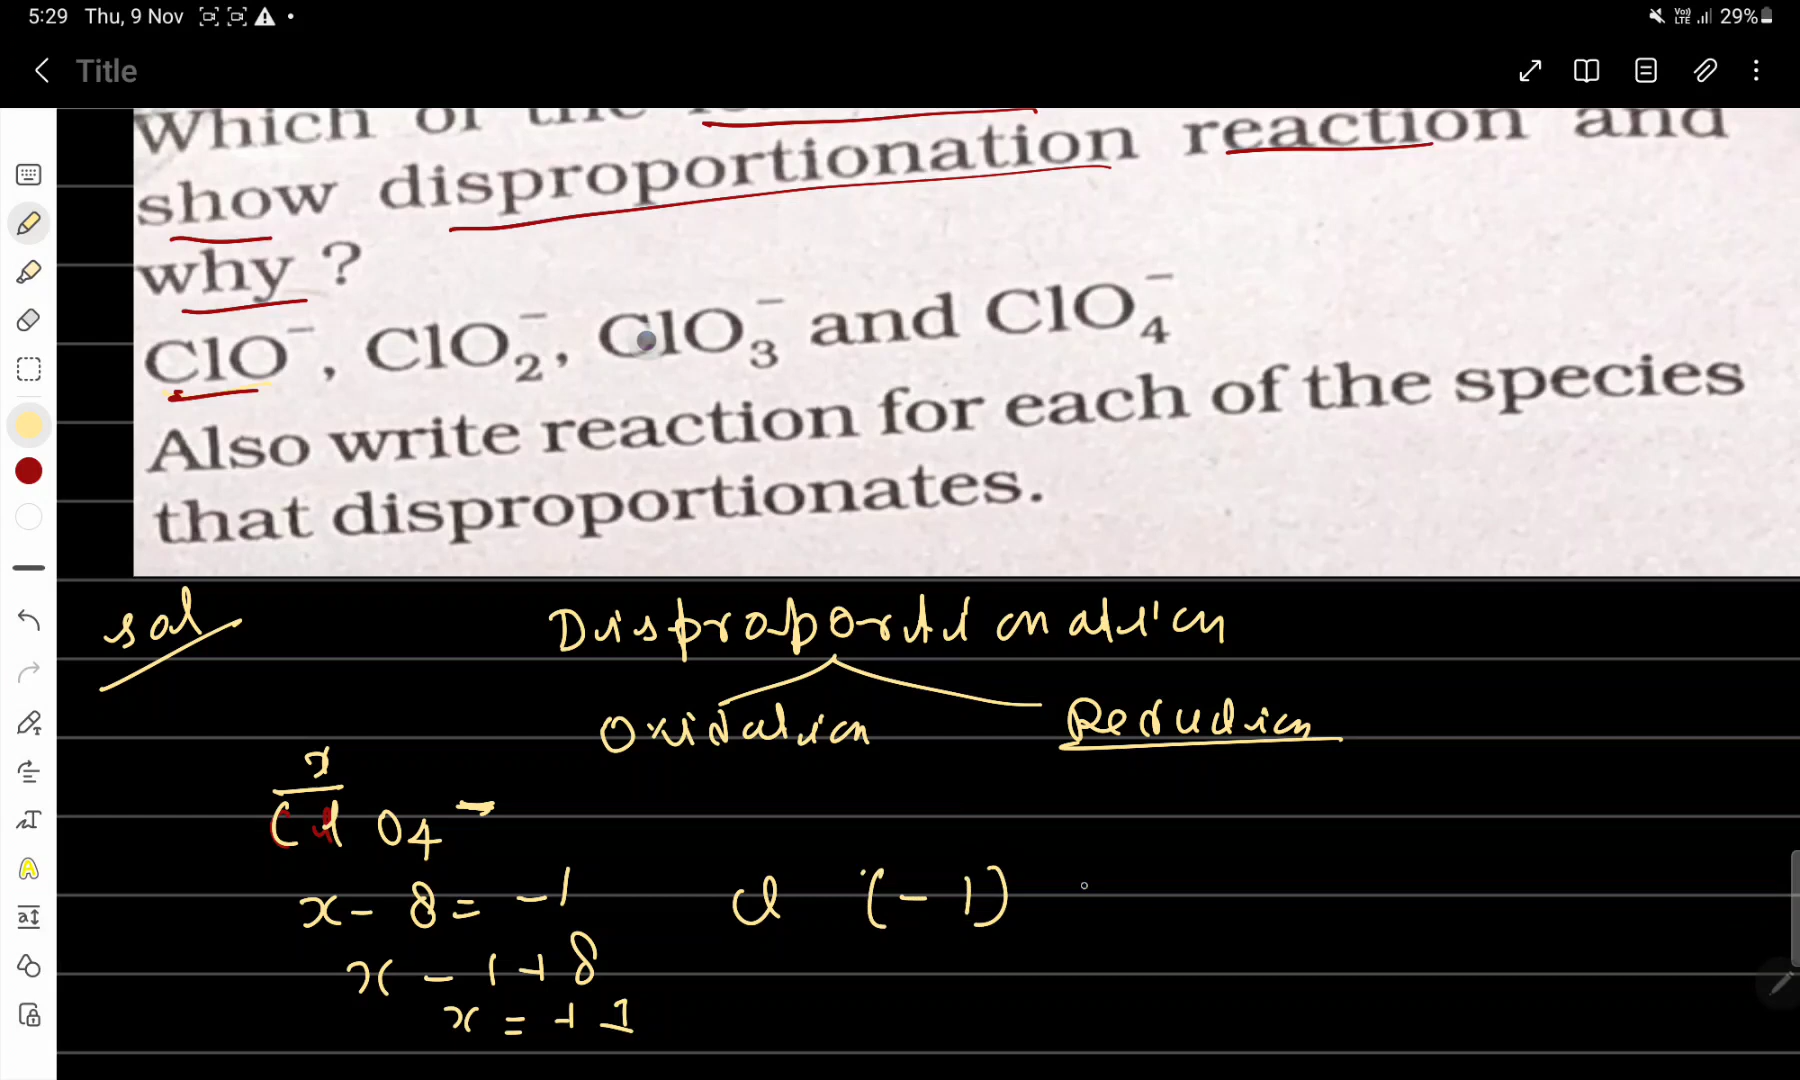 5:29 Thu, 9 Nov
Vo)) LTE 29%
Title
Which of the
show disproportionation reaction and
why ?
ClO⁻, ClO₂⁻, ClO₃⁻ and ClO₄⁻
Also write reaction for each of the species
that disproportionates.
sol Disproportionation
Oxidation Reduction
x
Cl O4 −
x - 8 = -1 Cl (-1)
x - 1 + 8
x = +